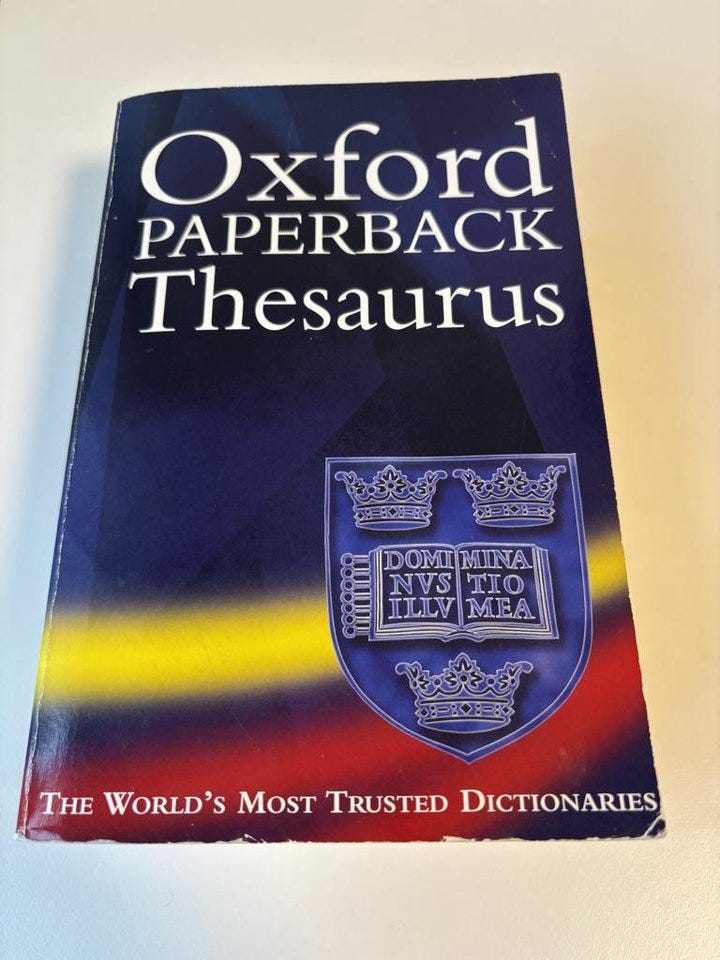 Oxford
PAPERBACK
Thesaurus
DOMI MINA
NVS TIO
ILLV MEA
THE WORLD'S MOST TRUSTED DICTIONARIES